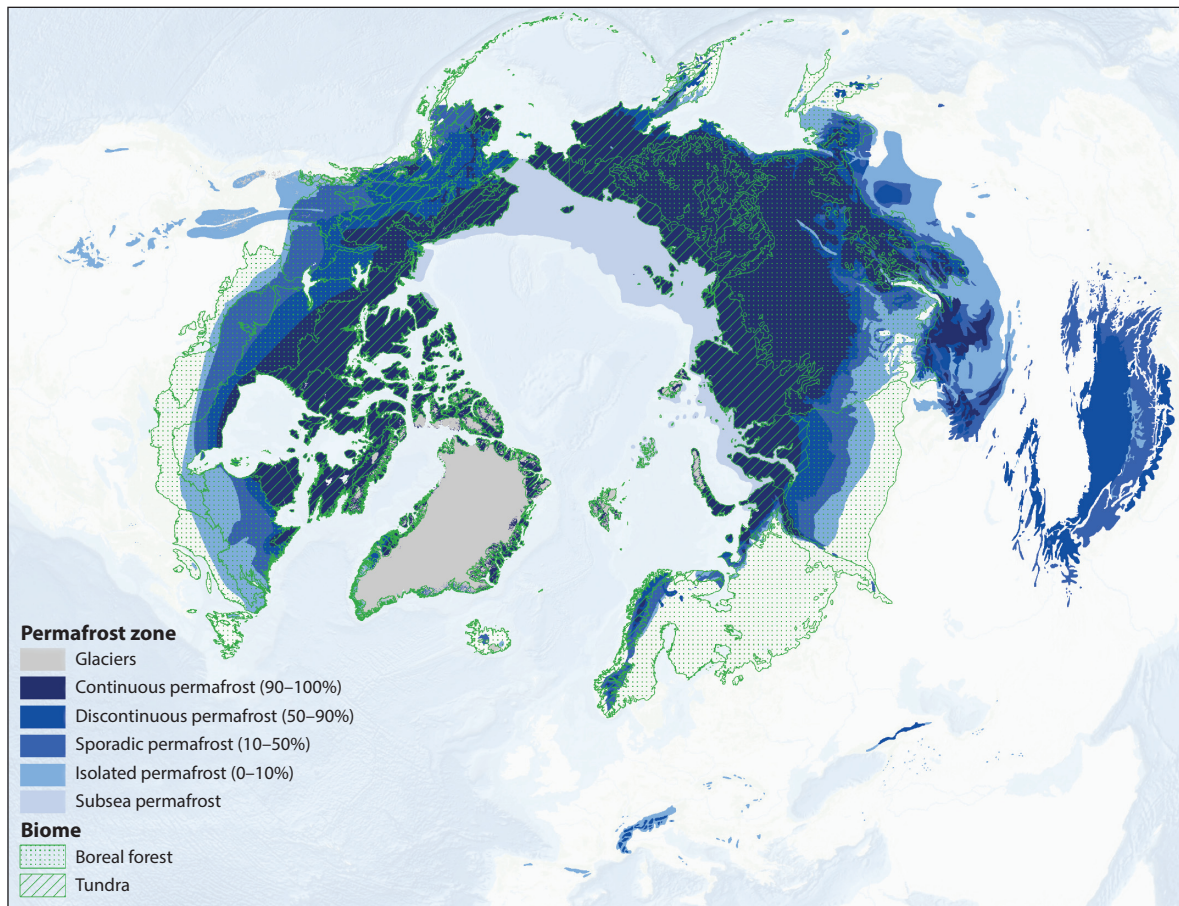 Permafrost zone
Glaciers
Continuous permafrost (90–100%)
Discontinuous permafrost (50–90%)
Sporadic permafrost (10–50%)
Isolated permafrost (0–10%)
Subsea permafrost
Biome
Boreal forest
Tundra